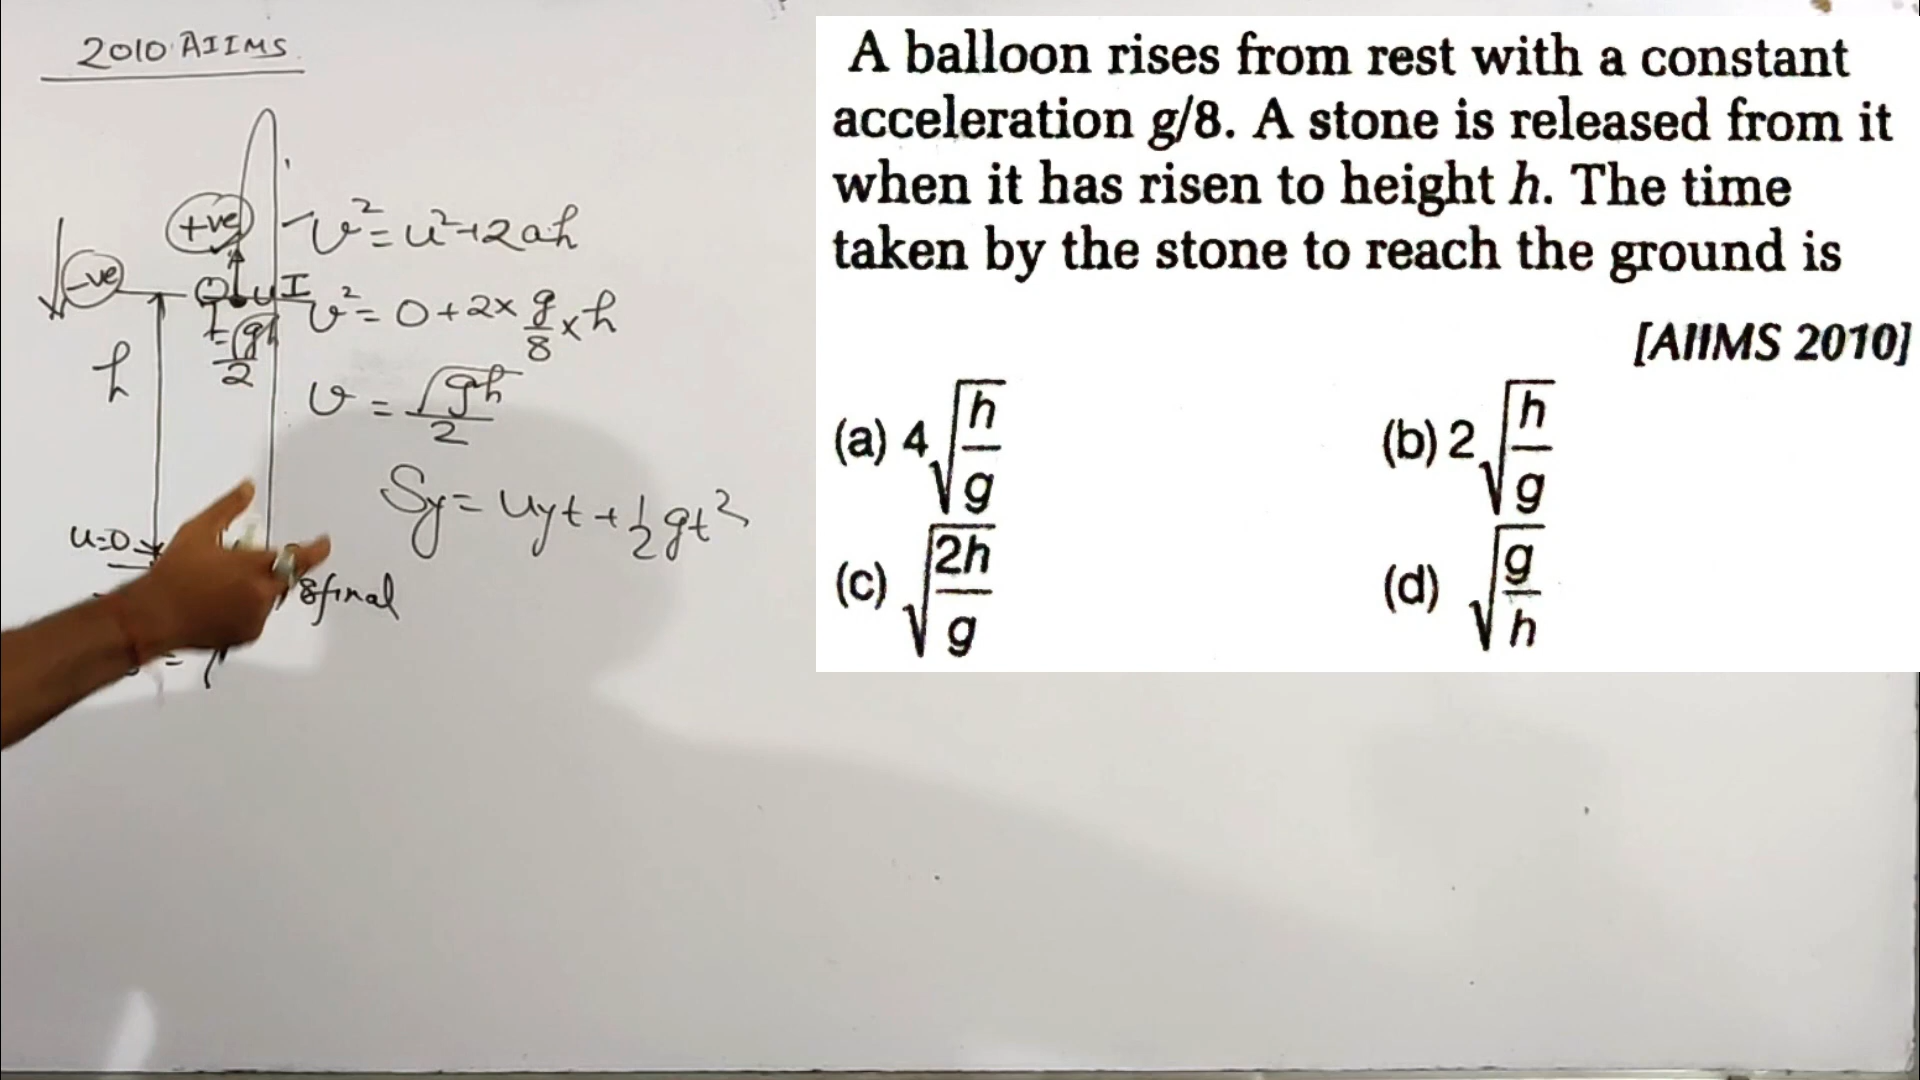 2010 AIIMS
+ve
-ve
u
I
√gh
2
h
u=0
final
v²=u²+2ah
v²= 0+2× g/8 ×h
v = √gh/2
Sy= uyt+½gt²
A balloon rises from rest with a constant
acceleration g/8. A stone is released from it
when it has risen to height h. The time
taken by the stone to reach the ground is
[AIIMS 2010]
(a) 4√h/g (b) 2√h/g
(c) √2h/g (d) √g/h